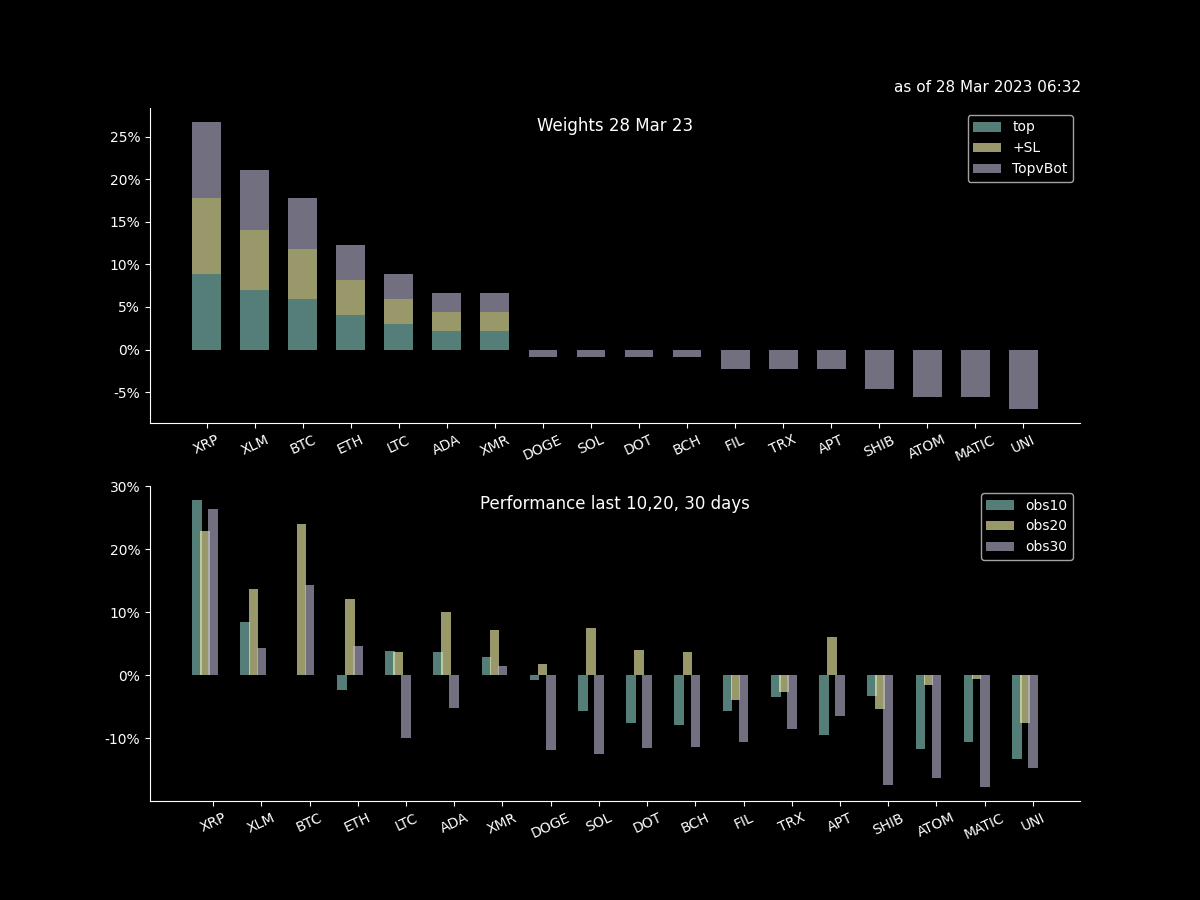 as of 28 Mar 2023 06:32
Weights 28 Mar 23
top
+SL
TopvBot
25%
20%
15%
10%
5%
0%
-5%
XRP XLM BTC ETH LTC ADA XMR DOGE SOL DOT BCH FIL TRX APT SHIB ATOM MATIC UNI
Performance last 10,20, 30 days
obs10
obs20
obs30
30%
20%
10%
0%
-10%
XRP XLM BTC ETH LTC ADA XMR DOGE SOL DOT BCH FIL TRX APT SHIB ATOM MATIC UNI